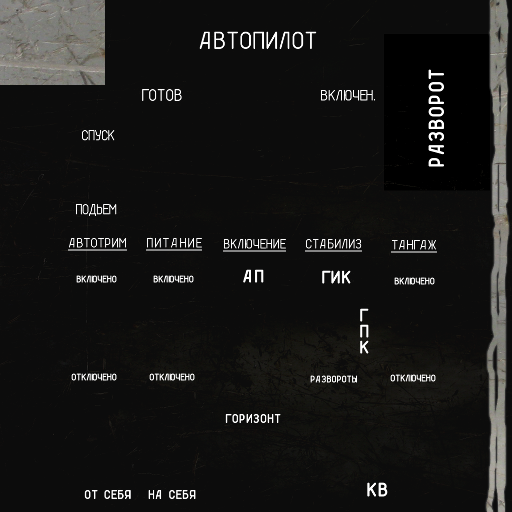 АВТОПИЛОТ
РАЗВОРОТ
ГОТОВ ВКЛЮЧЕН.
СПУСК
ПОДЬЕМ
АВТОТРИМ ПИТАНИЕ ВКЛЮЧЕНИЕ СТАБИЛИЗ ТАНГАЖ
ВКЛЮЧЕНО ВКЛЮЧЕНО АП ГИК ВКЛЮЧЕНО
ГПК
ОТКЛЮЧЕНО ОТКЛЮЧЕНО РАЗВОРОТЫ ОТКЛЮЧЕНО
ГОРИЗОНТ
ОТ СЕБЯ НА СЕБЯ КВ